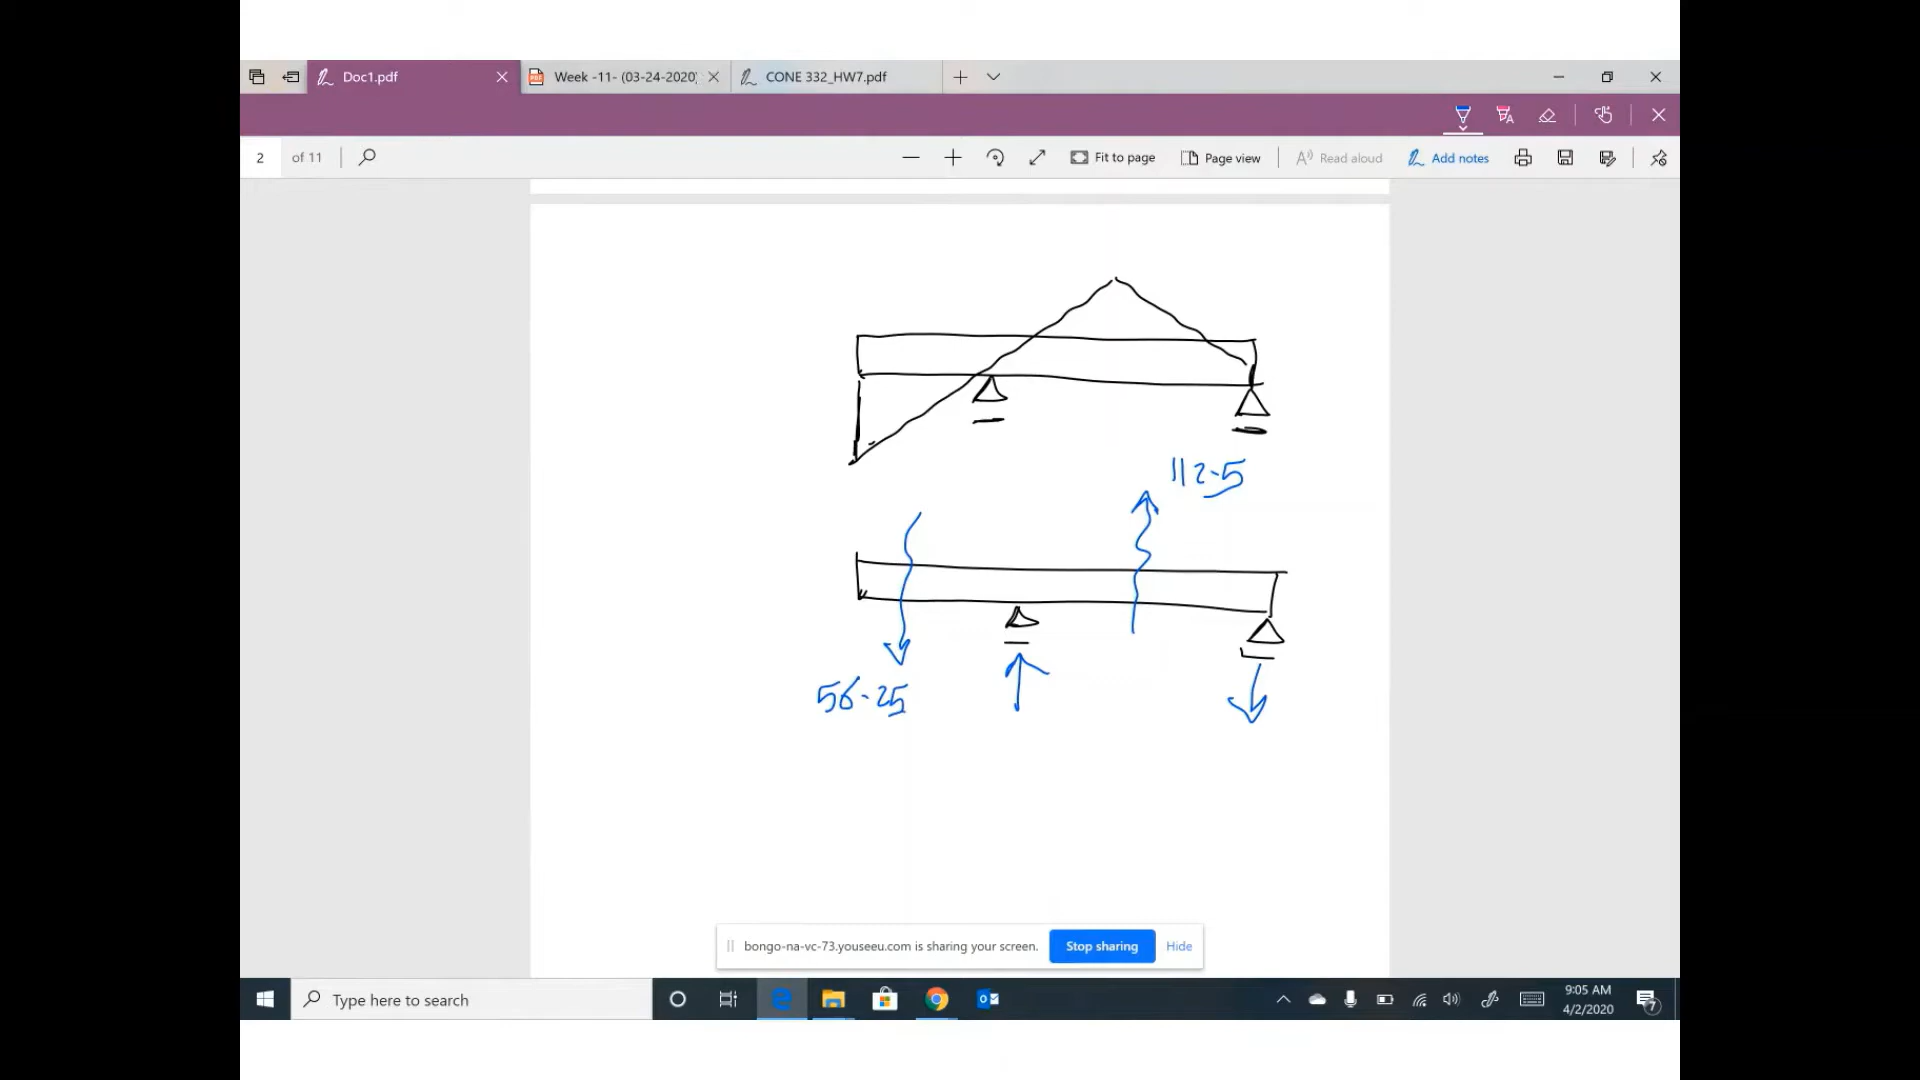 Doc1.pdf
Week -11- (03-24-2020)
CONE 332_HW7.pdf
2 of 11
Fit to page
Page view
Read aloud
Add notes
112.5
56.25
bongo-na-vc-73.youseeu.com is sharing your screen.
Stop sharing
Hide
Type here to search
9:05 AM
4/2/2020
7